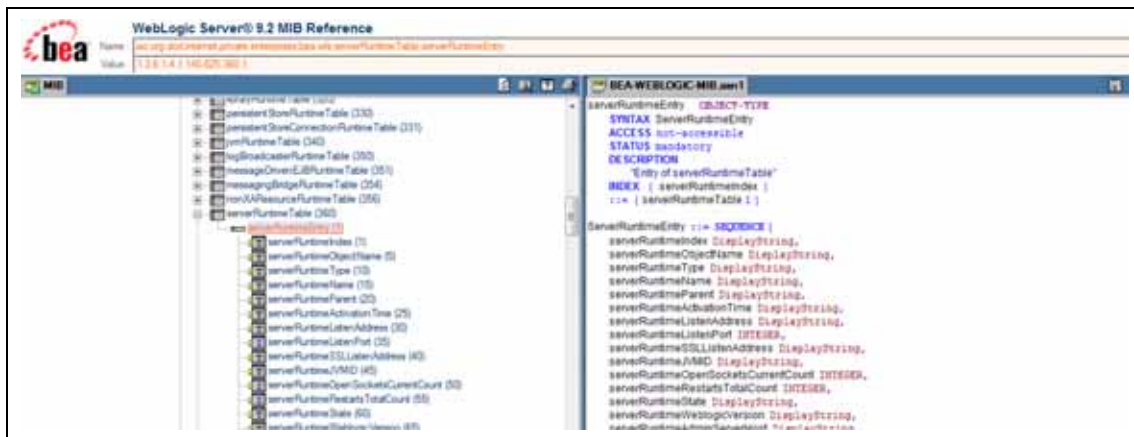 WebLogic Server® 9.2 MIB Reference
bea
Name
Value
MIB
persistentStoreRuntimeTable (330)
persistentStoreConnectionRuntimeTable (331)
jvmRuntimeTable (340)
logBroadcasterRuntimeTable (350)
messageDrivenEJBRuntimeTable (351)
messagingBridgeRuntimeTable (354)
nonXAResourceRuntimeTable (356)
serverRuntimeTable (360)
serverRuntimeEntry (1)
serverRuntimeIndex (1)
serverRuntimeObjectName (5)
serverRuntimeType (10)
serverRuntimeName (15)
serverRuntimeParent (20)
serverRuntimeActivationTime (25)
serverRuntimeListenAddress (30)
serverRuntimeListenPort (35)
serverRuntimeSSLListenAddress (40)
serverRuntimeJVMID (45)
serverRuntimeOpenSocketsCurrentCount (50)
serverRuntimeRestartsTotalCount (55)
serverRuntimeState (60)
serverRuntimeWeblogicVersion (65)
BEA-WEBLOGIC-MIB.asn1
serverRuntimeEntry OBJECT-TYPE
SYNTAX ServerRuntimeEntry
ACCESS not-accessible
STATUS mandatory
DESCRIPTION
"Entry of serverRuntimeTable"
INDEX { serverRuntimeIndex }
::= { serverRuntimeTable 1 }
ServerRuntimeEntry ::= SEQUENCE {
serverRuntimeIndex DisplayString,
serverRuntimeObjectName DisplayString,
serverRuntimeType DisplayString,
serverRuntimeName DisplayString,
serverRuntimeParent DisplayString,
serverRuntimeActivationTime DisplayString,
serverRuntimeListenAddress DisplayString,
serverRuntimeListenPort INTEGER,
serverRuntimeSSLListenAddress DisplayString,
serverRuntimeJVMID DisplayString,
serverRuntimeOpenSocketsCurrentCount INTEGER,
serverRuntimeRestartsTotalCount INTEGER,
serverRuntimeState DisplayString,
serverRuntimeWeblogicVersion DisplayString,